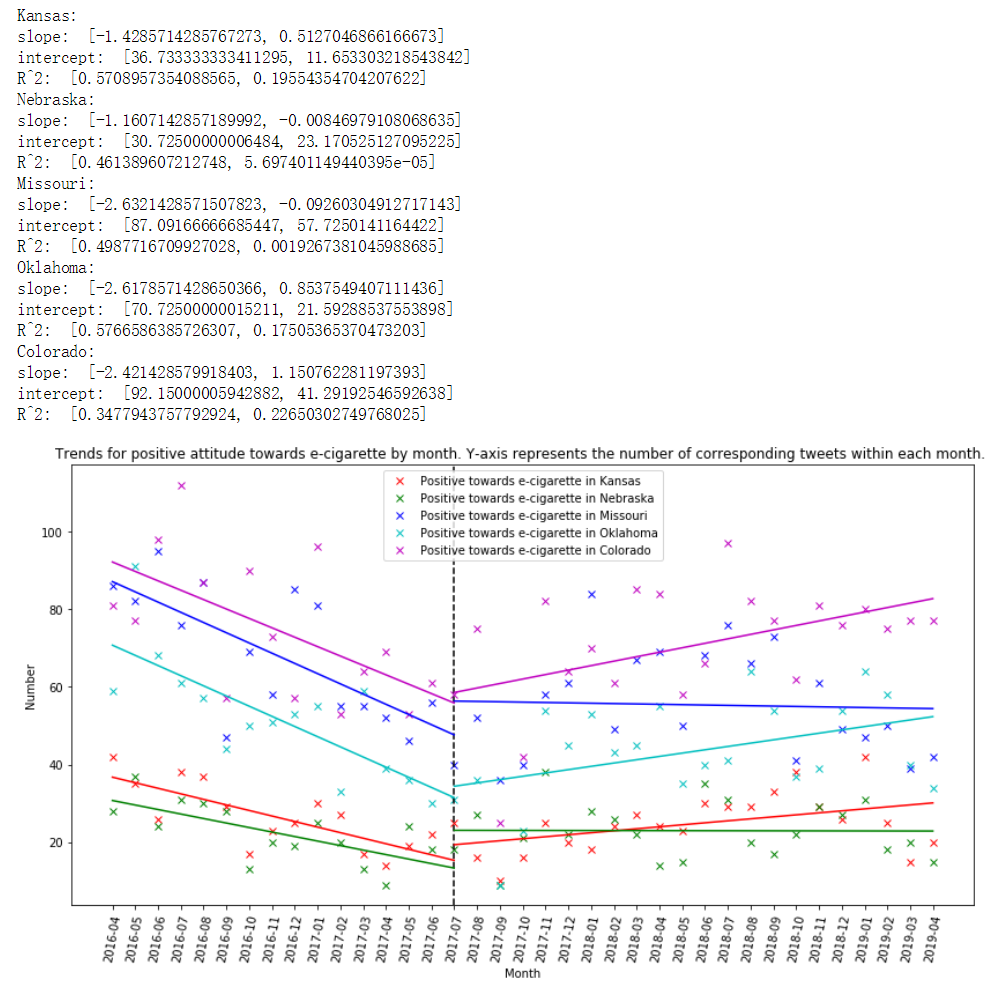 Kansas:
slope:  [-1.4285714285767273, 0.5127046866166673]
intercept:  [36.733333333411295, 11.653303218543842]
R^2:  [0.5708957354088565, 0.19554354704207622]
Nebraska:
slope:  [-1.1607142857189992, -0.00846979108068635]
intercept:  [30.72500000006484, 23.170525127095225]
R^2:  [0.461389607212748, 5.697401149440395e-05]
Missouri:
slope:  [-2.6321428571507823, -0.09260304912717143]
intercept:  [87.09166666685447, 57.7250141164422]
R^2:  [0.4987716709927028, 0.0019267381045988685]
Oklahoma:
slope:  [-2.6178571428650366, 0.8537549407111436]
intercept:  [70.72500000015211, 21.59288537553898]
R^2:  [0.5766586385726307, 0.17505365370473203]
Colorado:
slope:  [-2.421428579918403, 1.150762281197393]
intercept:  [92.15000005942882, 41.29192546592638]
R^2:  [0.3477943757792924, 0.22650302749768025]
Trends for positive attitude towards e-cigarette by month. Y-axis represents the number of corresponding tweets within each month.
Positive towards e-cigarette in Kansas
Positive towards e-cigarette in Nebraska
Positive towards e-cigarette in Missouri
Positive towards e-cigarette in Oklahoma
Positive towards e-cigarette in Colorado
100
80
60
40
20
Number
2016-04
2016-05
2016-06
2016-07
2016-08
2016-09
2016-10
2016-11
2016-12
2017-01
2017-02
2017-03
2017-04
2017-05
2017-06
2017-07
2017-08
2017-09
2017-10
2017-11
2017-12
2018-01
2018-02
2018-03
2018-04
2018-05
2018-06
2018-07
2018-08
2018-09
2018-10
2018-11
2018-12
2019-01
2019-02
2019-03
2019-04
Month